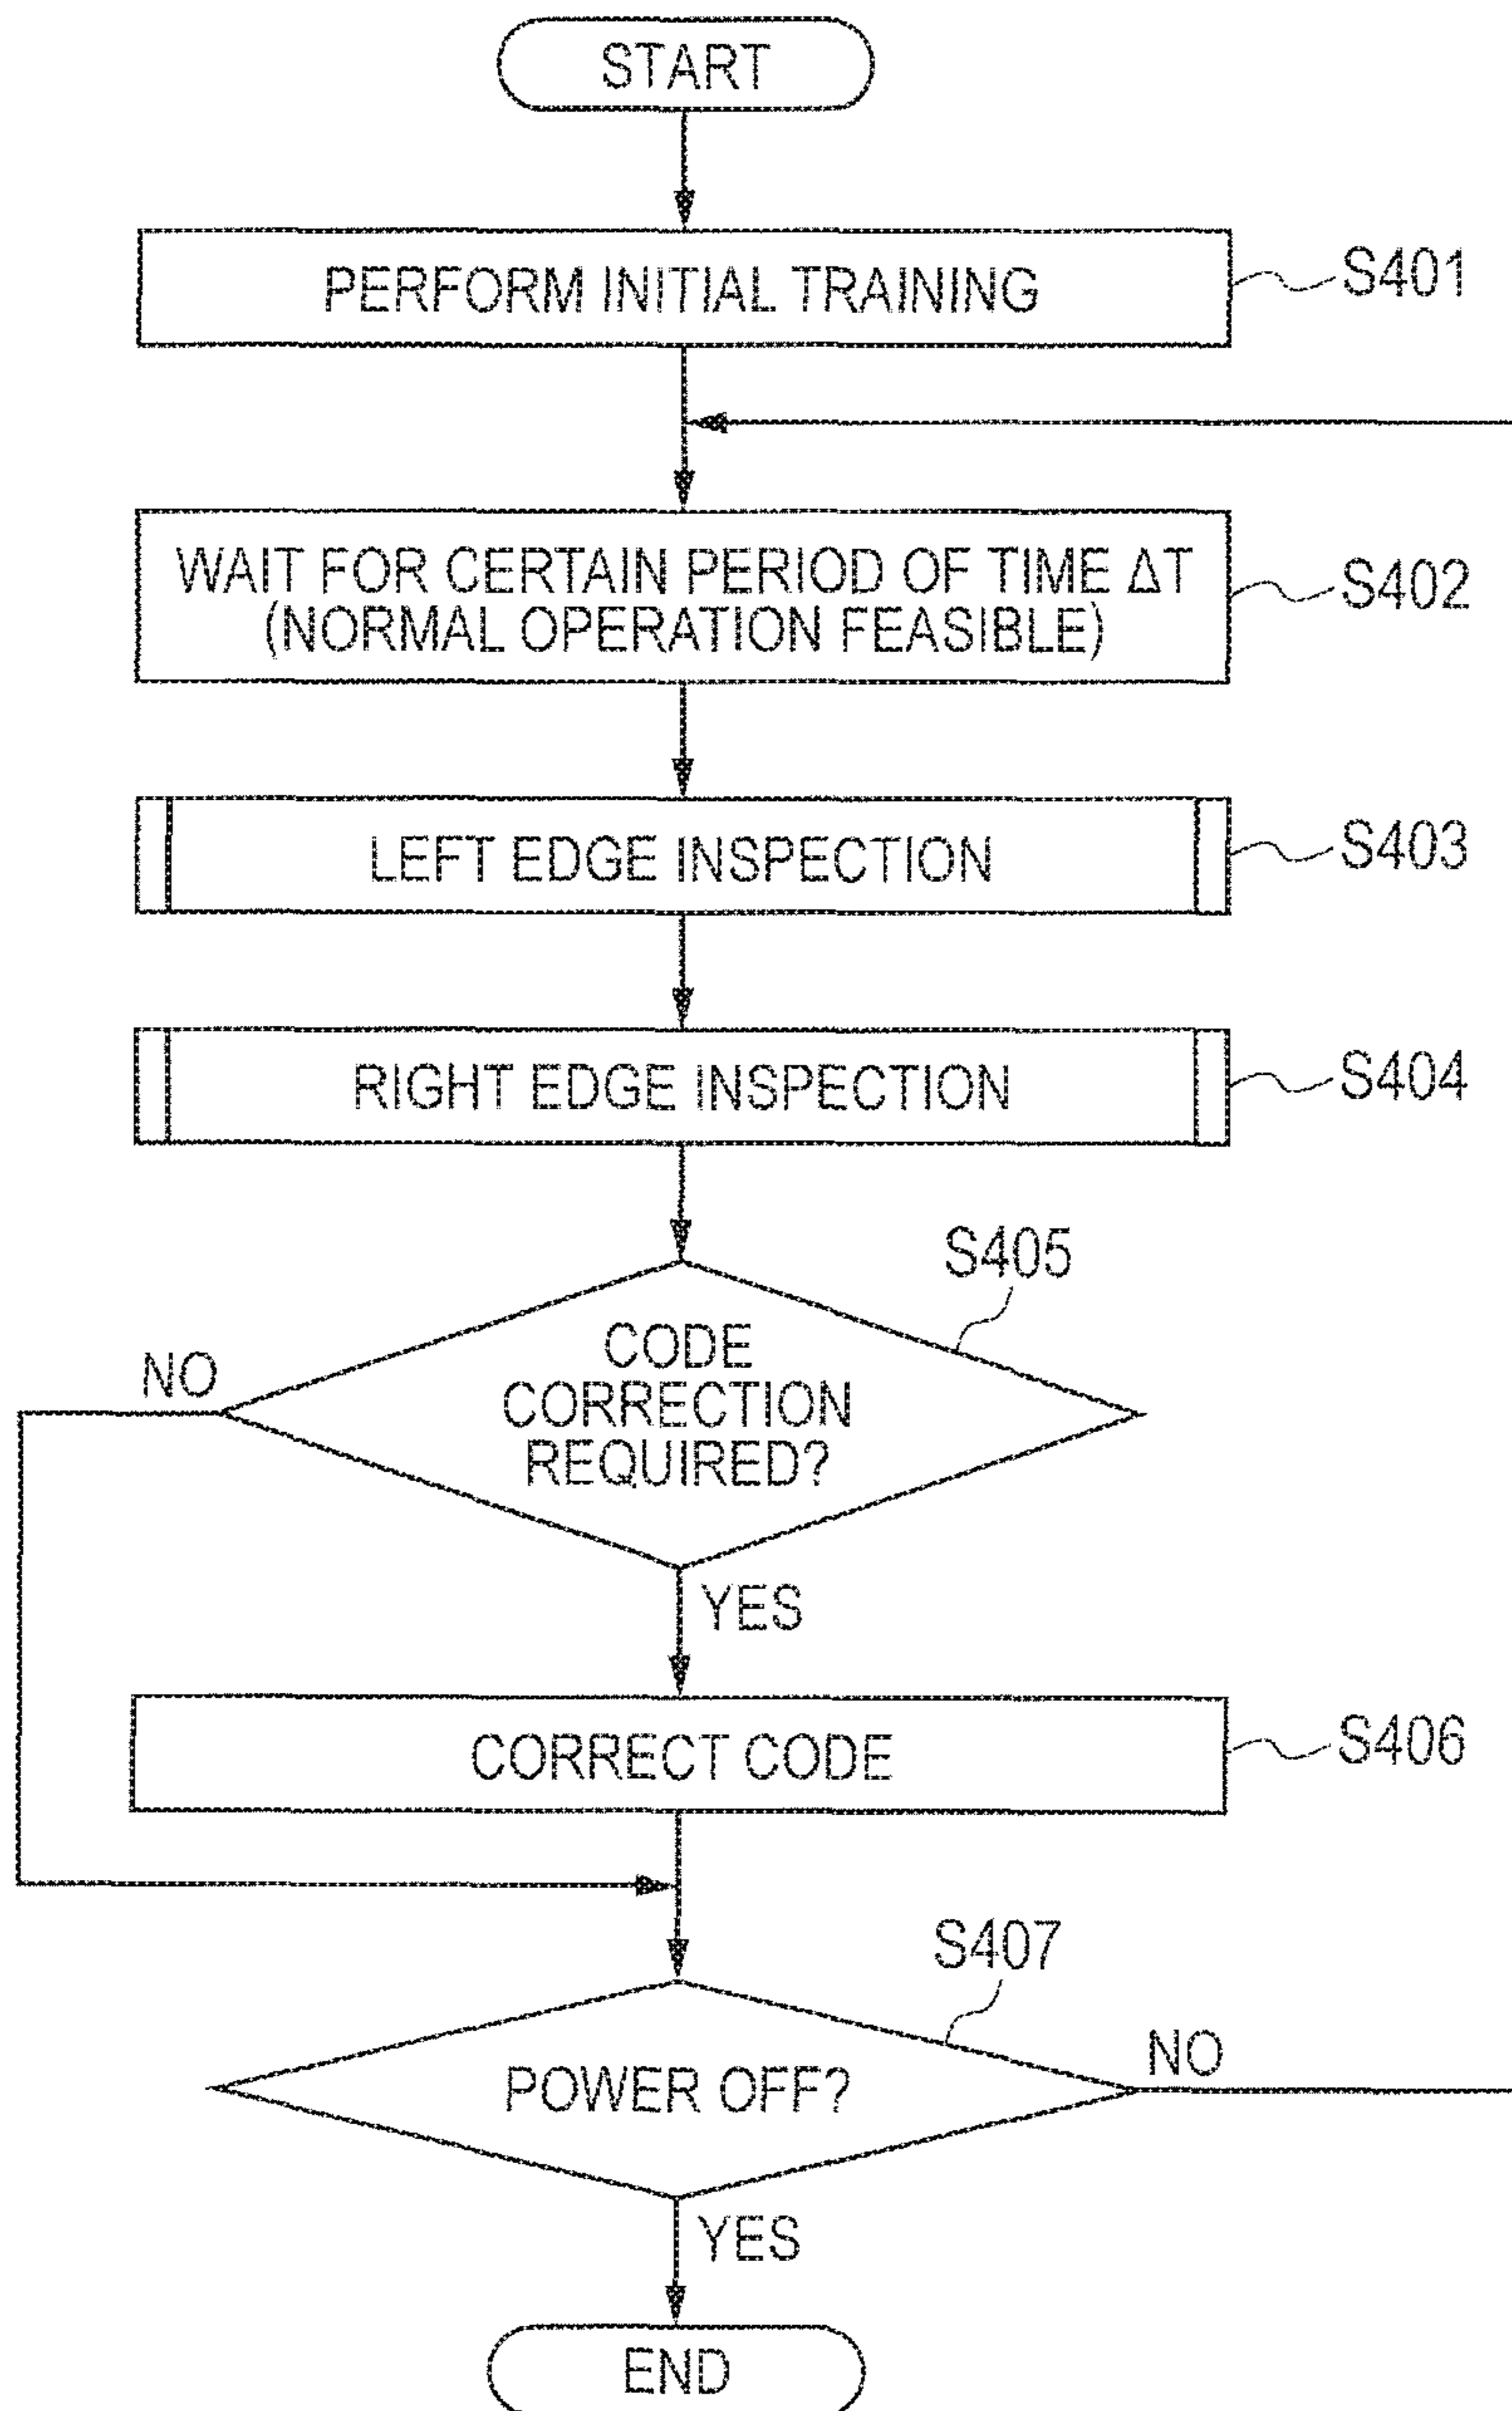 START
PERFORM INITIAL TRAINING
S401
WAIT FOR CERTAIN PERIOD OF TIME ΔT
(NORMAL OPERATION FEASIBLE)
S402
LEFT EDGE INSPECTION
S403
RIGHT EDGE INSPECTION
S404
S405
CODE
CORRECTION
REQUIRED?
NO
YES
CORRECT CODE
S406
S407
POWER OFF?
NO
YES
END